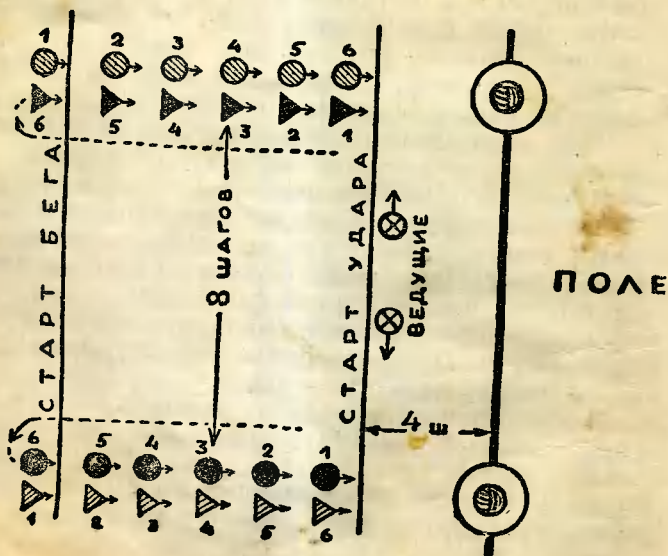 1 2 3 4 5 6
6 5 4 3 2 1
СТАРТ БЕГА
8 ШАГОВ
СТАРТ УДАРА
ВЕДУЩИЕ
ПОЛЕ
4 ш
6 5 4 3 2 1
1 2 3 4 5 6